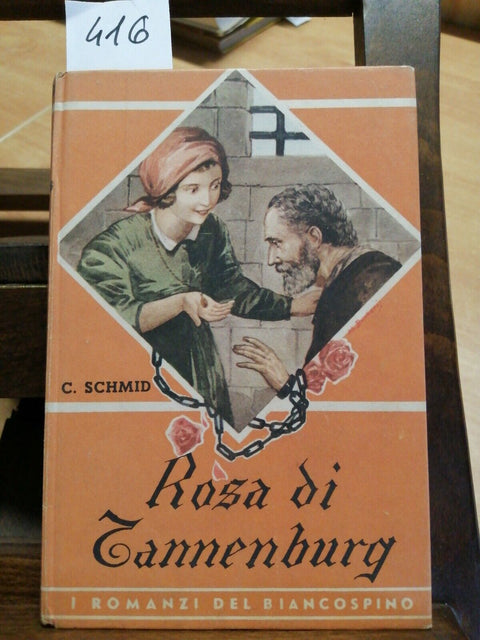 416
C. SCHMID
Rosa di
Tannenburg
I ROMANZI DEL BIANCOSPINO